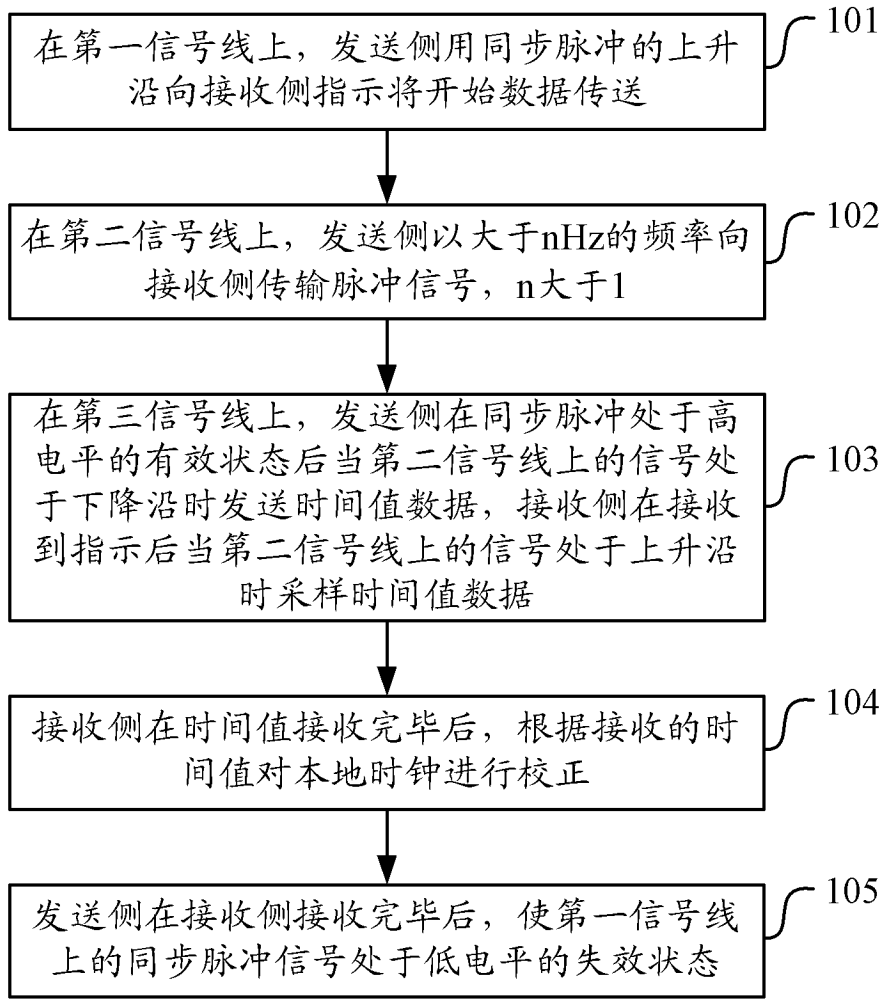 在第一信号线上，发送侧用同步脉冲的上升
沿向接收侧指示将开始数据传送
101
在第二信号线上，发送侧以大于nHz的频率向
接收侧传输脉冲信号，n大于1
102
在第三信号线上，发送侧在同步脉冲处于高
电平的有效状态后当第二信号线上的信号处
于下降沿时发送时间值数据，接收侧在接收
到指示后当第二信号线上的信号处于上升沿
时采样时间值数据
103
接收侧在时间值接收完毕后，根据接收的时
间值对本地时钟进行校正
104
发送侧在接收侧接收完毕后，使第一信号线
上的同步脉冲信号处于低电平的失效状态
105